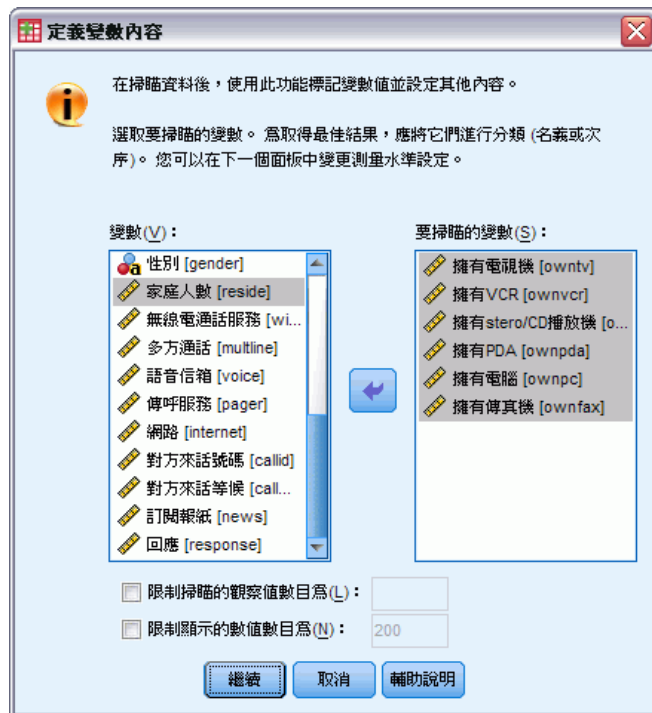 定義變數內容
在掃瞄資料後，使用此功能標記變數值並設定其他內容。
選取要掃瞄的變數。 為取得最佳結果，應將它們進行分類 (名義或次
序)。 您可以在下一個面板中變更測量水準設定。
變數(V)：
性別 [gender]
家庭人數 [reside]
無線電通話服務 [wi...
多方通話 [multline]
語音信箱 [voice]
傳呼服務 [pager]
網路 [internet]
對方來話號碼 [callid]
對方來話等候 [call...
訂閱報紙 [news]
回應 [response]
要掃瞄的變數(S)：
擁有電視機 [owntv]
擁有VCR [ownvcr]
擁有stero/CD播放機 [o...
擁有PDA [ownpda]
擁有電腦 [ownpc]
擁有傳真機 [ownfax]
限制掃瞄的觀察值數目為(L)：
限制顯示的數值數目為(N)： 200
繼續 取消 輔助說明